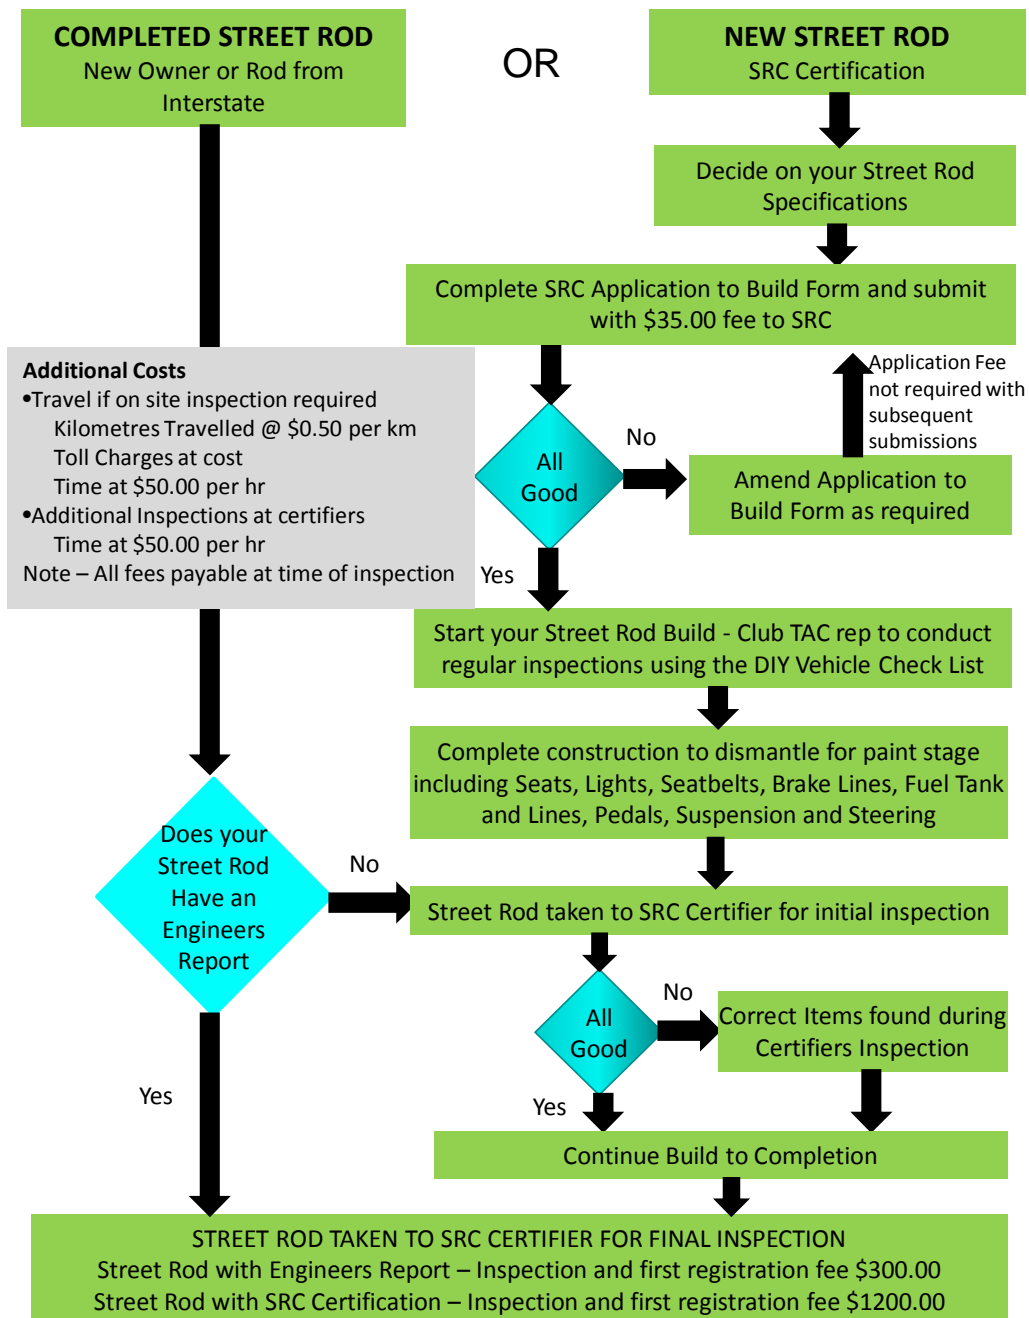 COMPLETED STREET ROD
New Owner or Rod from
Interstate
OR
NEW STREET ROD
SRC Certification
Decide on your Street Rod
Specifications
Complete SRC Application to Build Form and submit
with $35.00 fee to SRC
Additional Costs
•Travel if on site inspection required
Kilometres Travelled @ $0.50 per km
Toll Charges at cost
Time at $50.00 per hr
•Additional Inspections at certifiers
Time at $50.00 per hr
Note – All fees payable at time of inspection
Application Fee
not required with
subsequent
submissions
All
Good
No
Amend Application to
Build Form as required
Yes
Start your Street Rod Build - Club TAC rep to conduct
regular inspections using the DIY Vehicle Check List
Complete construction to dismantle for paint stage
including Seats, Lights, Seatbelts, Brake Lines, Fuel Tank
and Lines, Pedals, Suspension and Steering
Does your
Street Rod
Have an
Engineers
Report
No
Street Rod taken to SRC Certifier for initial inspection
All
Good
No
Correct Items found during
Certifiers Inspection
Yes
Yes
Continue Build to Completion
STREET ROD TAKEN TO SRC CERTIFIER FOR FINAL INSPECTION
Street Rod with Engineers Report – Inspection and first registration fee $300.00
Street Rod with SRC Certification – Inspection and first registration fee $1200.00